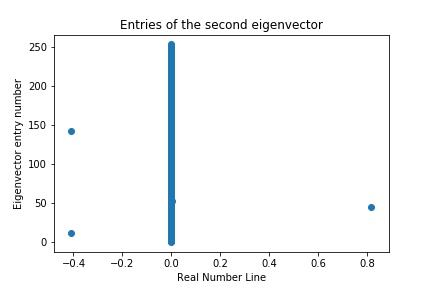 Entries of the second eigenvector
250
200
150
100
50
0
Eigenvector entry number
−0.4 −0.2 0.0 0.2 0.4 0.6 0.8
Real Number Line